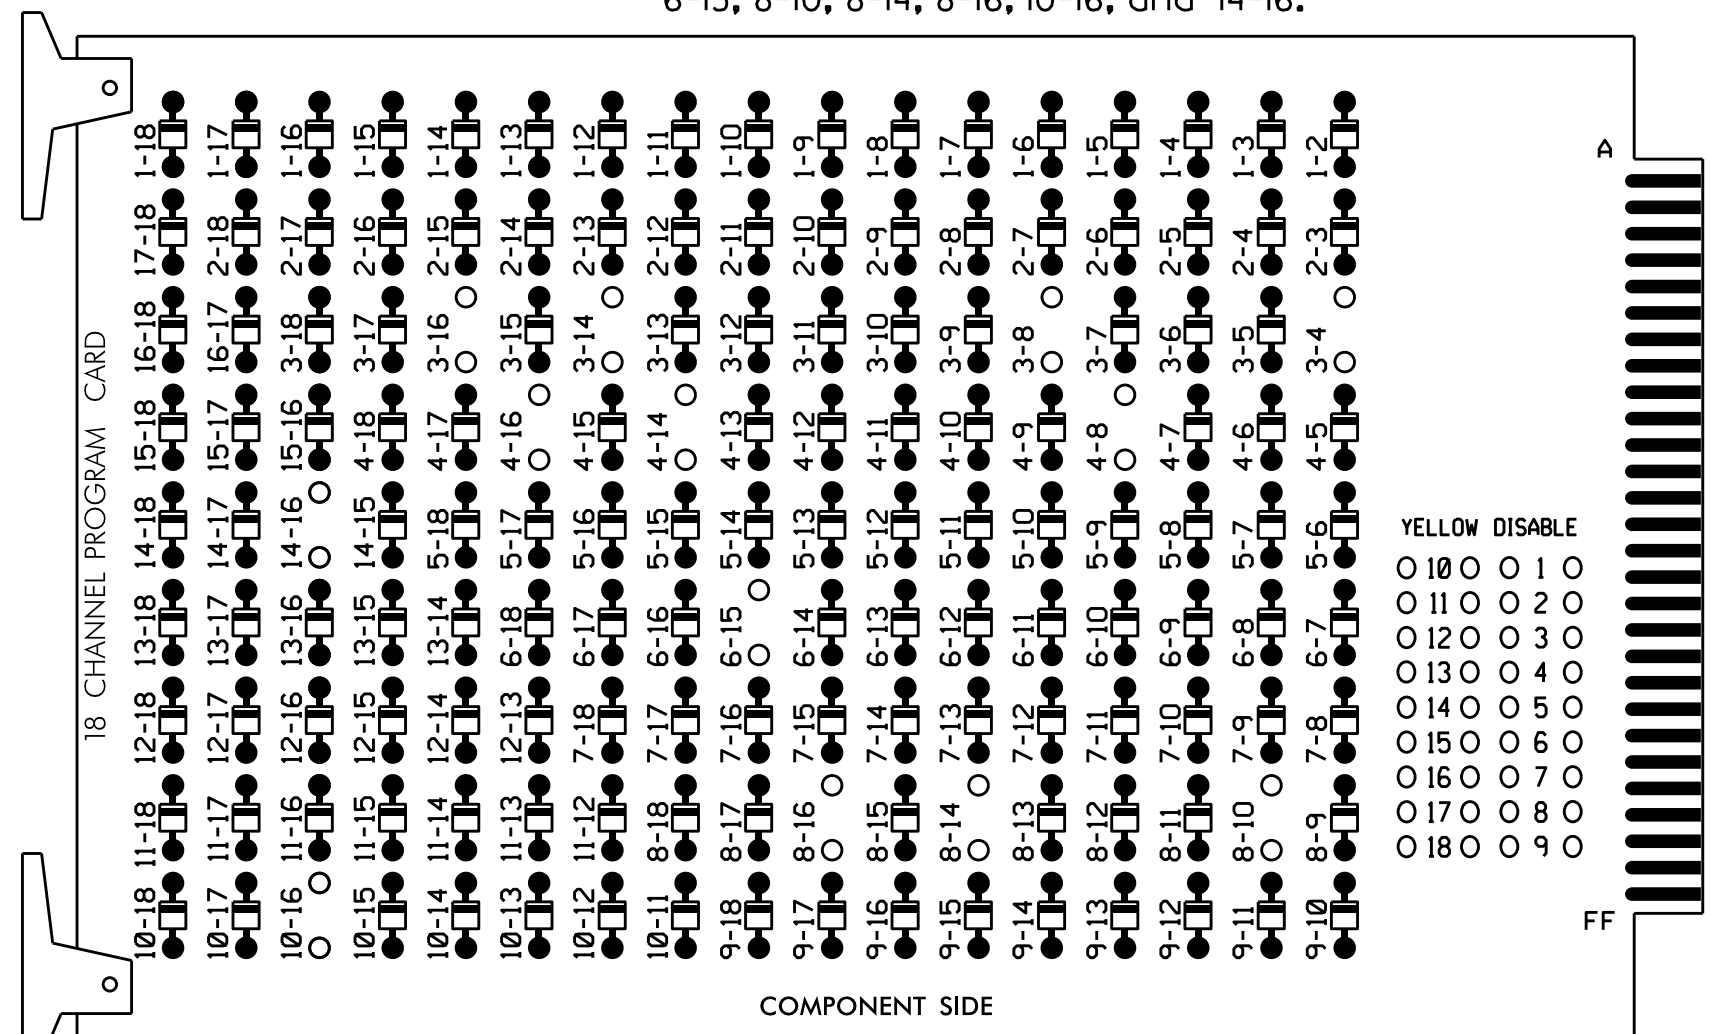 6-15, 8-10, 8-14, 8-16, 10-16, and 14-16.
1-18 1-17 1-16 1-15 1-14 1-13 1-12 1-11 1-10 1-9 1-8 1-7 1-6 1-5 1-4 1-3 1-2
A
17-18 2-18 2-17 2-16 2-15 2-14 2-13 2-12 2-11 2-10 2-9 2-8 2-7 2-6 2-5 2-4 2-3
16-18 16-17 3-18 3-17 3-16 3-15 3-14 3-13 3-12 3-11 3-10 3-9 3-8 3-7 3-6 3-5 3-4
15-18 15-17 15-16 4-18 4-17 4-16 4-15 4-14 4-13 4-12 4-11 4-10 4-9 4-8 4-7 4-6 4-5
14-18 14-17 14-16 14-15 5-18 5-17 5-16 5-15 5-14 5-13 5-12 5-11 5-10 5-9 5-8 5-7 5-6
13-18 13-17 13-16 13-15 13-14 6-18 6-17 6-16 6-15 6-14 6-13 6-12 6-11 6-10 6-9 6-8 6-7
12-18 12-17 12-16 12-15 12-14 12-13 7-18 7-17 7-16 7-15 7-14 7-13 7-12 7-11 7-10 7-9 7-8
11-18 11-17 11-16 11-15 11-14 11-13 11-12 8-18 8-17 8-16 8-15 8-14 8-13 8-12 8-11 8-10 8-9
10-18 10-17 10-16 10-15 10-14 10-13 10-12 10-11 9-18 9-17 9-16 9-15 9-14 9-13 9-12 9-11 9-10
18 CHANNEL PROGRAM CARD
YELLOW DISABLE
10 1
11 2
12 3
13 4
14 5
15 6
16 7
17 8
18 9
FF
COMPONENT SIDE